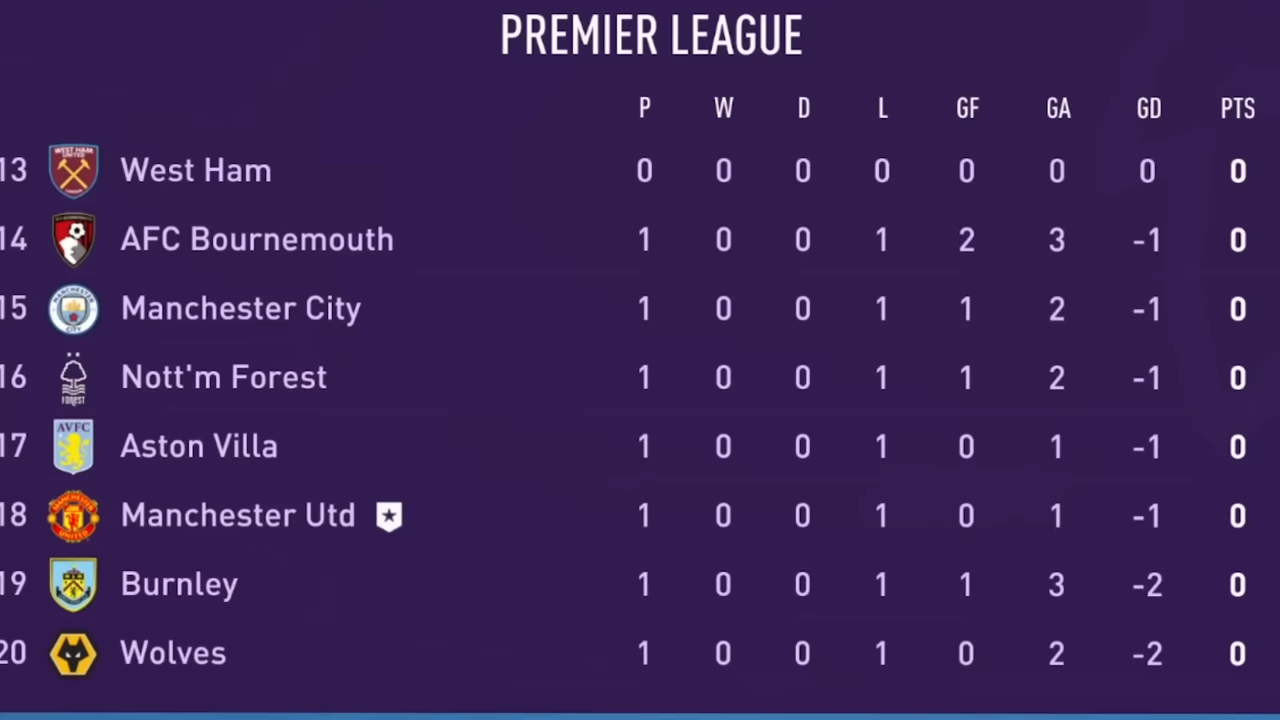 PREMIER LEAGUE
P W D L GF GA GD PTS
13 West Ham 0 0 0 0 0 0 0 0
14 AFC Bournemouth 1 0 0 1 2 3 -1 0
15 Manchester City 1 0 0 1 1 2 -1 0
16 Nott'm Forest 1 0 0 1 1 2 -1 0
17 Aston Villa 1 0 0 1 0 1 -1 0
18 Manchester Utd 1 0 0 1 0 1 -1 0
19 Burnley 1 0 0 1 1 3 -2 0
20 Wolves 1 0 0 1 0 2 -2 0